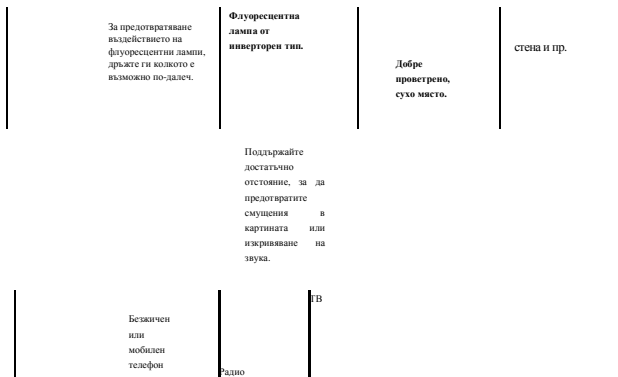 За предотвратяване
въздействието на
флуоресцентни лампи,
дръжте ги колкото е
възможно по-далеч.
Флуоресцентна
лампа от
инверторен тип.
Добре
проветрено,
сухо място.
стена и пр.
Поддържайте
достатъчно
отстояние, за да
предотвратите
смущения в
картината или
изкривяване на
звука.
Безжичен
или
мобилен
телефон
Радио
ТВ